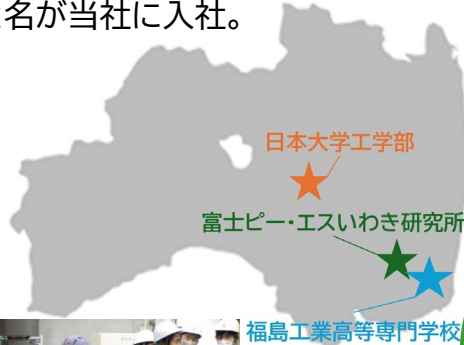 名が当社に入社。
日本大学工学部
富士ピー・エスいわき研究所
福島工業高等専門学校